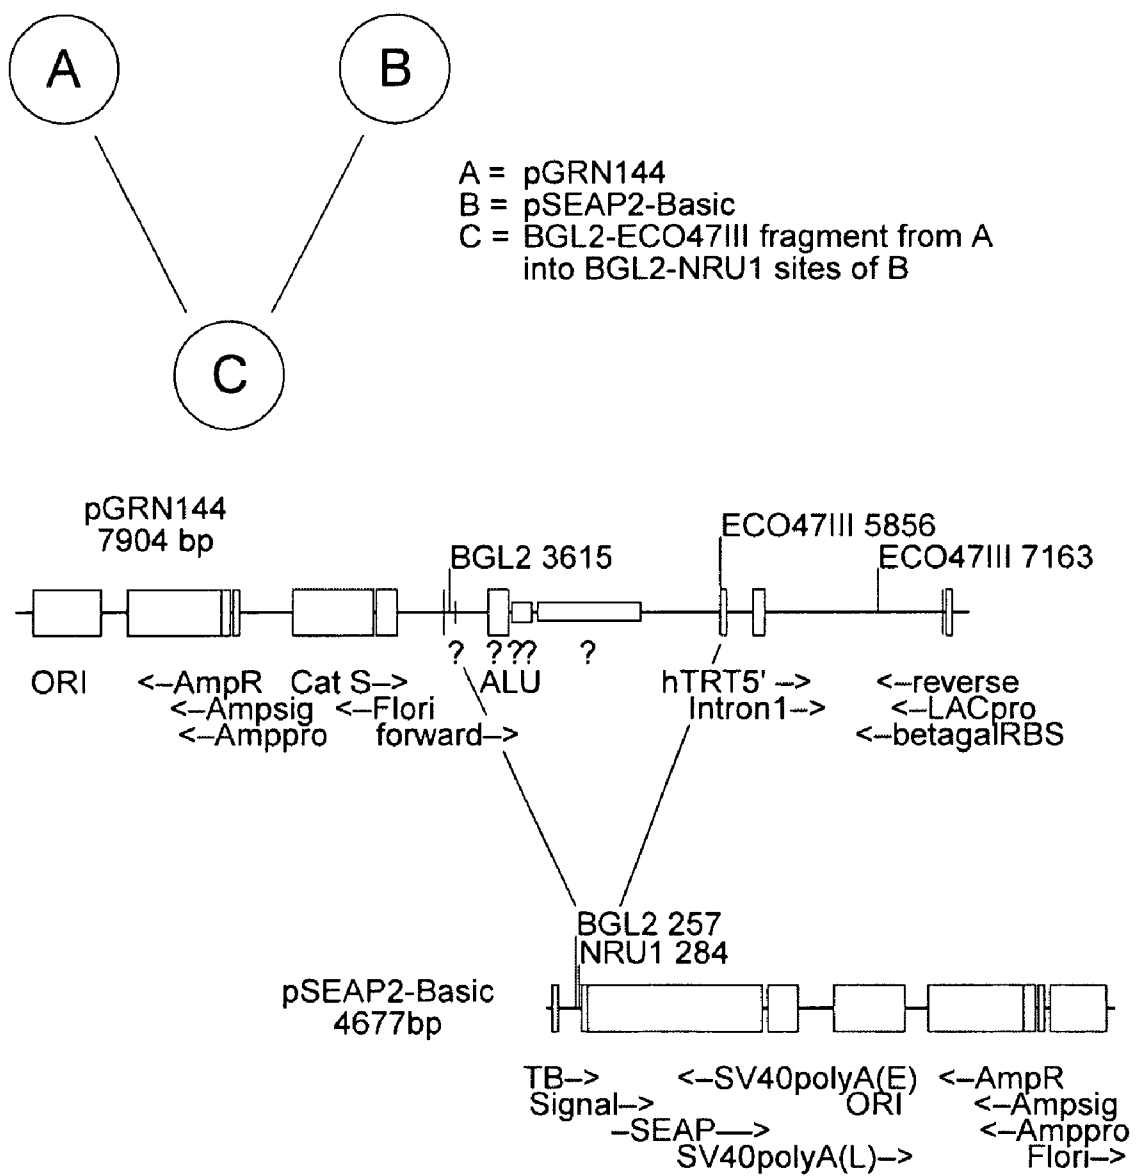 A
B
A = pGRN144
B = pSEAP2-Basic
C = BGL2-ECO47III fragment from A
into BGL2-NRU1 sites of B
C
pGRN144
7904 bp
ECO47III 5856
BGL2 3615
ECO47III 7163
? ? ?? ?
ORI <–AmpR Cat S–> ALU hTRT5' –> <–reverse
<–Ampsig <–Flori Intron1–> <–LACpro
<–Amppro forward–> <–betagalRBS
BGL2 257
NRU1 284
pSEAP2-Basic
4677bp
TB–> <–SV40polyA(E) <–AmpR
Signal–> ORI <–Ampsig
–SEAP—> <–Amppro
SV40polyA(L)–> Flori–>